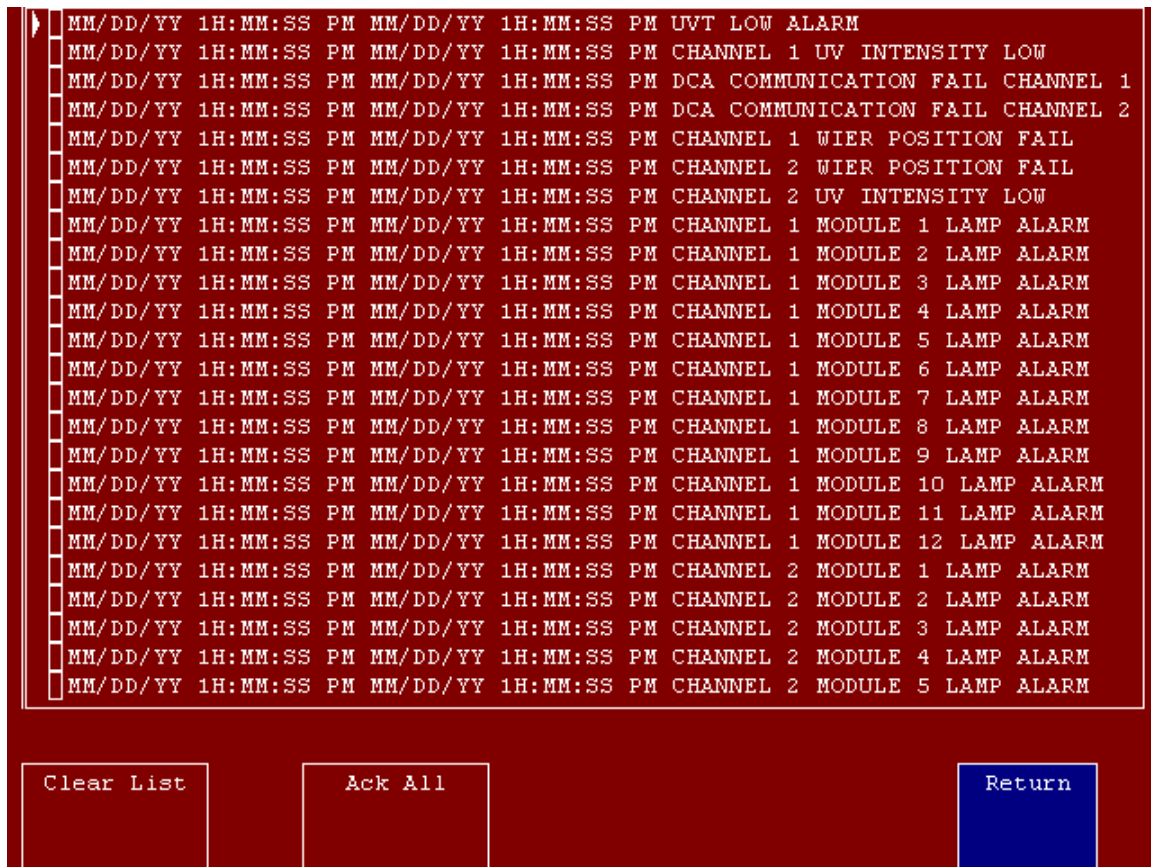 MM/DD/YY 1H:MM:SS PM MM/DD/YY 1H:MM:SS PM UVT LOW ALARM
MM/DD/YY 1H:MM:SS PM MM/DD/YY 1H:MM:SS PM CHANNEL 1 UV INTENSITY LOW
MM/DD/YY 1H:MM:SS PM MM/DD/YY 1H:MM:SS PM DCA COMMUNICATION FAIL CHANNEL 1
MM/DD/YY 1H:MM:SS PM MM/DD/YY 1H:MM:SS PM DCA COMMUNICATION FAIL CHANNEL 2
MM/DD/YY 1H:MM:SS PM MM/DD/YY 1H:MM:SS PM CHANNEL 1 WIER POSITION FAIL
MM/DD/YY 1H:MM:SS PM MM/DD/YY 1H:MM:SS PM CHANNEL 2 WIER POSITION FAIL
MM/DD/YY 1H:MM:SS PM MM/DD/YY 1H:MM:SS PM CHANNEL 2 UV INTENSITY LOW
MM/DD/YY 1H:MM:SS PM MM/DD/YY 1H:MM:SS PM CHANNEL 1 MODULE 1 LAMP ALARM
MM/DD/YY 1H:MM:SS PM MM/DD/YY 1H:MM:SS PM CHANNEL 1 MODULE 2 LAMP ALARM
MM/DD/YY 1H:MM:SS PM MM/DD/YY 1H:MM:SS PM CHANNEL 1 MODULE 3 LAMP ALARM
MM/DD/YY 1H:MM:SS PM MM/DD/YY 1H:MM:SS PM CHANNEL 1 MODULE 4 LAMP ALARM
MM/DD/YY 1H:MM:SS PM MM/DD/YY 1H:MM:SS PM CHANNEL 1 MODULE 5 LAMP ALARM
MM/DD/YY 1H:MM:SS PM MM/DD/YY 1H:MM:SS PM CHANNEL 1 MODULE 6 LAMP ALARM
MM/DD/YY 1H:MM:SS PM MM/DD/YY 1H:MM:SS PM CHANNEL 1 MODULE 7 LAMP ALARM
MM/DD/YY 1H:MM:SS PM MM/DD/YY 1H:MM:SS PM CHANNEL 1 MODULE 8 LAMP ALARM
MM/DD/YY 1H:MM:SS PM MM/DD/YY 1H:MM:SS PM CHANNEL 1 MODULE 9 LAMP ALARM
MM/DD/YY 1H:MM:SS PM MM/DD/YY 1H:MM:SS PM CHANNEL 1 MODULE 10 LAMP ALARM
MM/DD/YY 1H:MM:SS PM MM/DD/YY 1H:MM:SS PM CHANNEL 1 MODULE 11 LAMP ALARM
MM/DD/YY 1H:MM:SS PM MM/DD/YY 1H:MM:SS PM CHANNEL 1 MODULE 12 LAMP ALARM
MM/DD/YY 1H:MM:SS PM MM/DD/YY 1H:MM:SS PM CHANNEL 2 MODULE 1 LAMP ALARM
MM/DD/YY 1H:MM:SS PM MM/DD/YY 1H:MM:SS PM CHANNEL 2 MODULE 2 LAMP ALARM
MM/DD/YY 1H:MM:SS PM MM/DD/YY 1H:MM:SS PM CHANNEL 2 MODULE 3 LAMP ALARM
MM/DD/YY 1H:MM:SS PM MM/DD/YY 1H:MM:SS PM CHANNEL 2 MODULE 4 LAMP ALARM
MM/DD/YY 1H:MM:SS PM MM/DD/YY 1H:MM:SS PM CHANNEL 2 MODULE 5 LAMP ALARM
Clear List
Ack All
Return